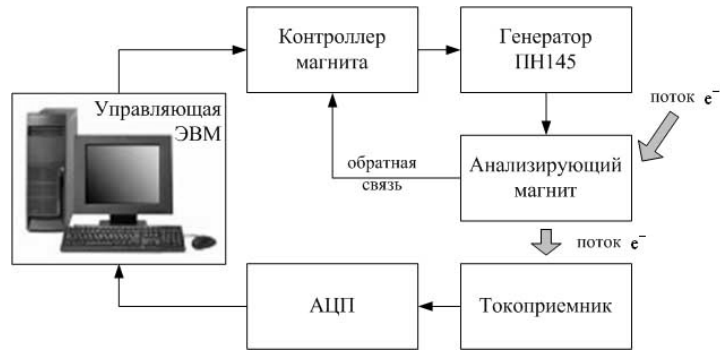 Контроллер
магнита
Генератор
ПН145
Управляющая
ЭВМ
поток e⁻
обратная
связь
Анализирующий
магнит
поток e⁻
АЦП
Токоприемник